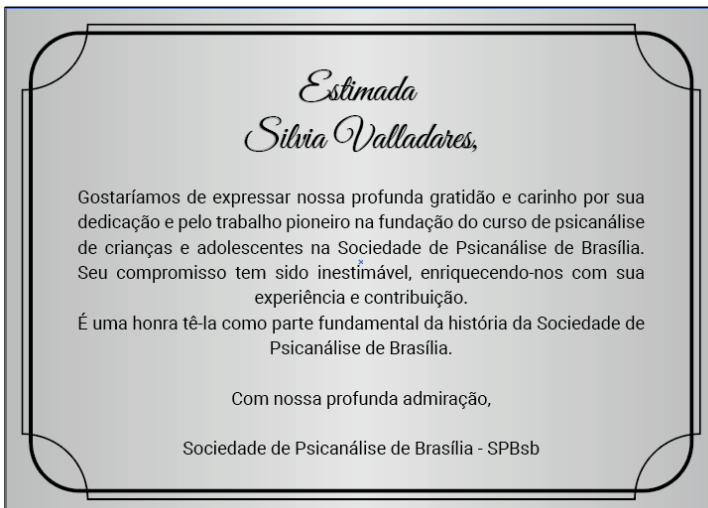 Estimada
Silvia Valladares,
Gostaríamos de expressar nossa profunda gratidão e carinho por sua
dedicação e pelo trabalho pioneiro na fundação do curso de psicanálise
de crianças e adolescentes na Sociedade de Psicanálise de Brasília.
Seu compromisso tem sido inestimável, enriquecendo-nos com sua
experiência e contribuição.
É uma honra tê-la como parte fundamental da história da Sociedade de
Psicanálise de Brasília.
Com nossa profunda admiração,
Sociedade de Psicanálise de Brasília - SPBsb